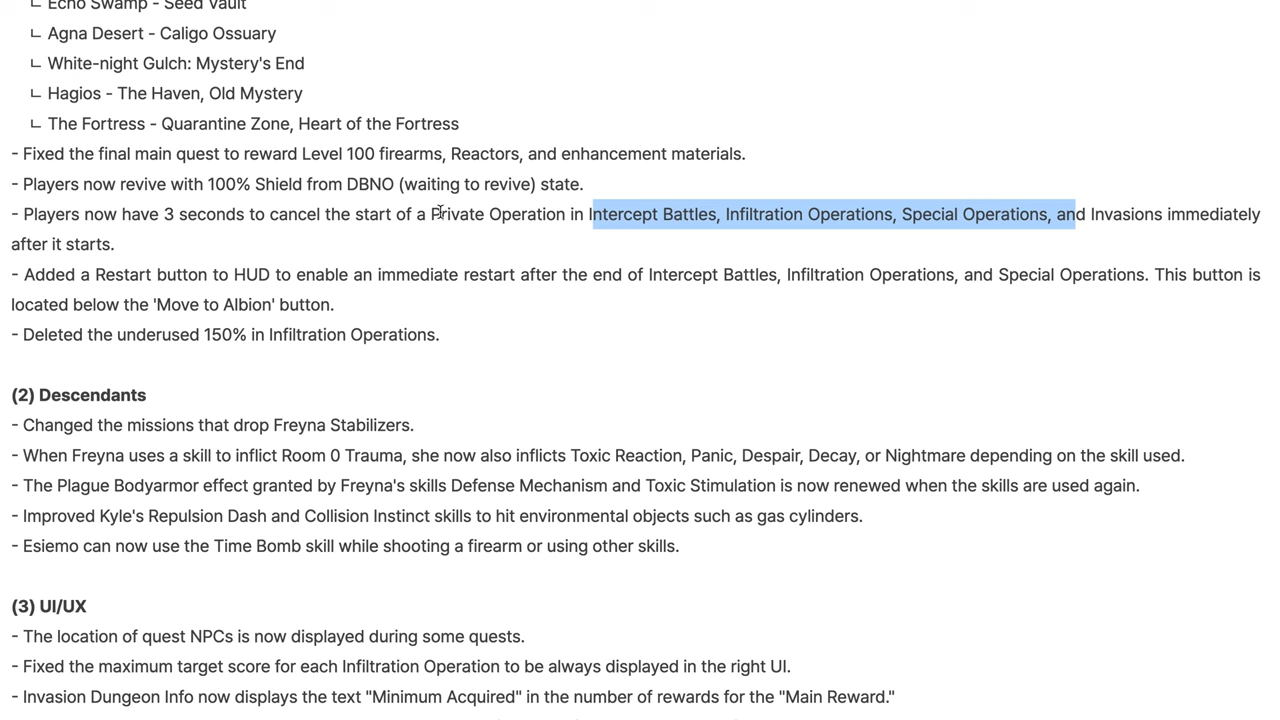 ㄴ Echo Swamp - Seed Vault
ㄴ Agna Desert - Caligo Ossuary
ㄴ White-night Gulch: Mystery's End
ㄴ Hagios - The Haven, Old Mystery
ㄴ The Fortress - Quarantine Zone, Heart of the Fortress
- Fixed the final main quest to reward Level 100 firearms, Reactors, and enhancement materials.
- Players now revive with 100% Shield from DBNO (waiting to revive) state.
- Players now have 3 seconds to cancel the start of a Private Operation in Intercept Battles, Infiltration Operations, Special Operations, and Invasions immediately
after it starts.
- Added a Restart button to HUD to enable an immediate restart after the end of Intercept Battles, Infiltration Operations, and Special Operations. This button is
located below the 'Move to Albion' button.
- Deleted the underused 150% in Infiltration Operations.
(2) Descendants
- Changed the missions that drop Freyna Stabilizers.
- When Freyna uses a skill to inflict Room 0 Trauma, she now also inflicts Toxic Reaction, Panic, Despair, Decay, or Nightmare depending on the skill used.
- The Plague Bodyarmor effect granted by Freyna's skills Defense Mechanism and Toxic Stimulation is now renewed when the skills are used again.
- Improved Kyle's Repulsion Dash and Collision Instinct skills to hit environmental objects such as gas cylinders.
- Esiemo can now use the Time Bomb skill while shooting a firearm or using other skills.
(3) UI/UX
- The location of quest NPCs is now displayed during some quests.
- Fixed the maximum target score for each Infiltration Operation to be always displayed in the right UI.
- Invasion Dungeon Info now displays the text "Minimum Acquired" in the number of rewards for the "Main Reward."